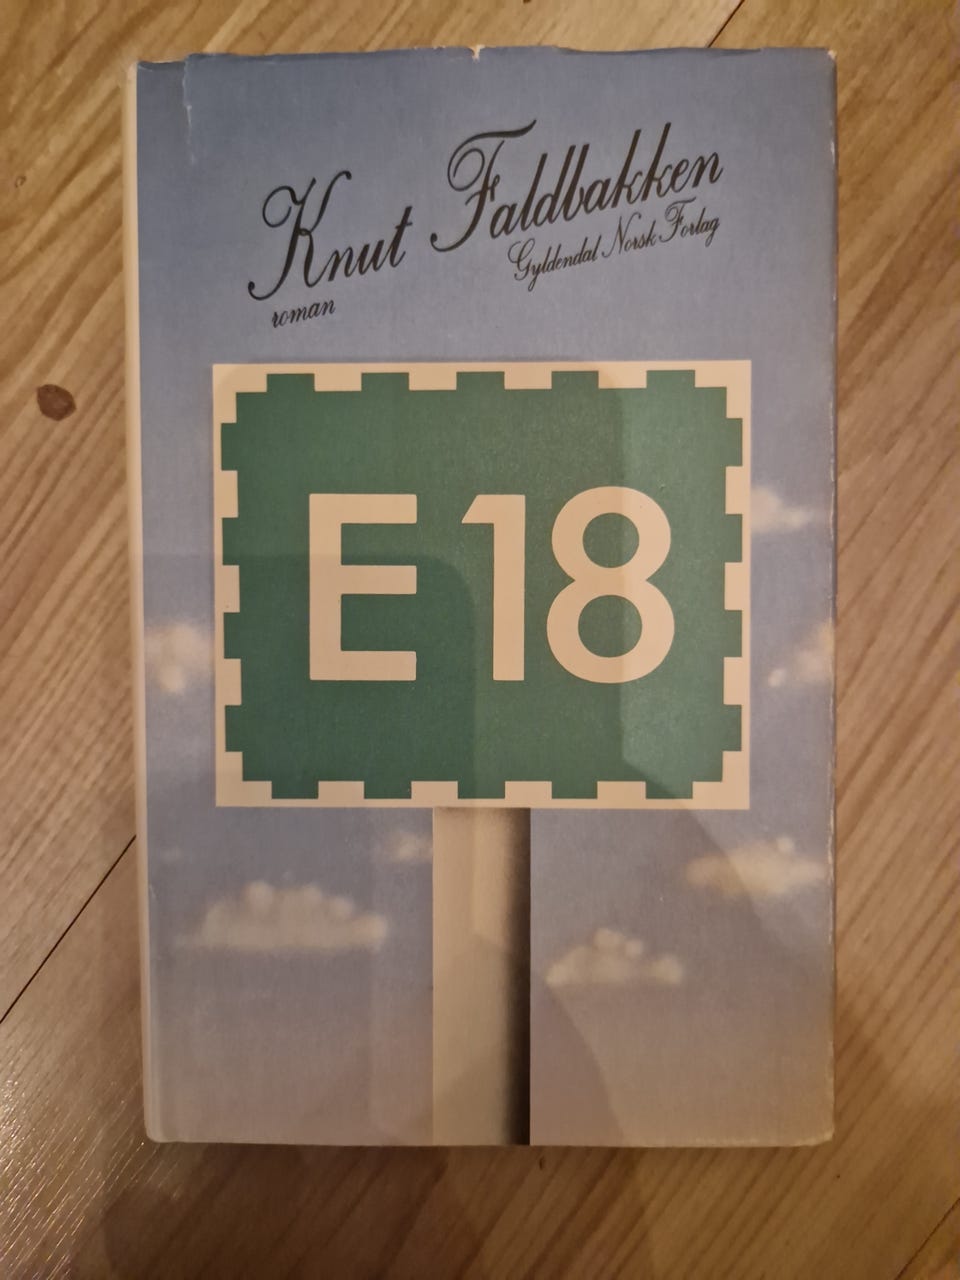 Knut Faldbakken
Gyldendal Norsk Forlag
roman
E18